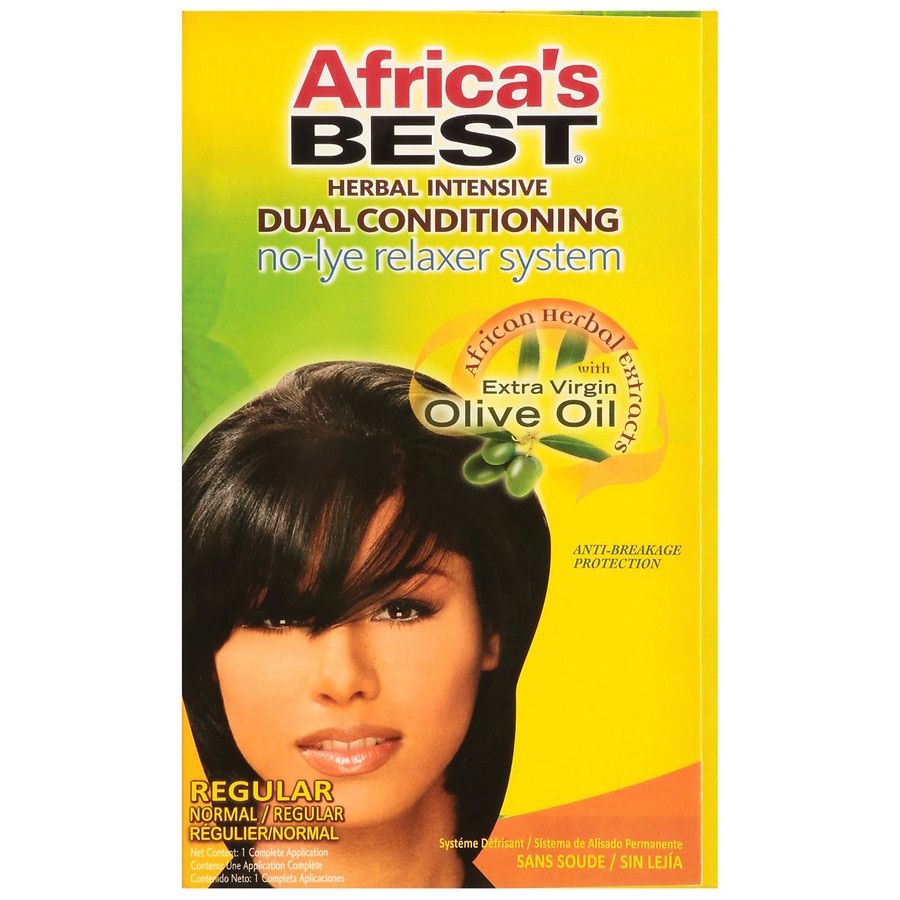 Africa's
BEST®
HERBAL INTENSIVE
DUAL CONDITIONING
no-lye relaxer system
African Herbal Extracts
with
Extra Virgin
Olive Oil
ANTI-BREAKAGE
PROTECTION
REGULAR
NORMAL / REGULAR
RÉGULIER/NORMAL
Net Content: 1 Complete Application
Contenu: Une Application Complète
Contenido Neto: 1 Completa Aplicaciones
Systéme Défrisant / Sistema de Alisado Permanente
SANS SOUDE / SIN LEJÍA